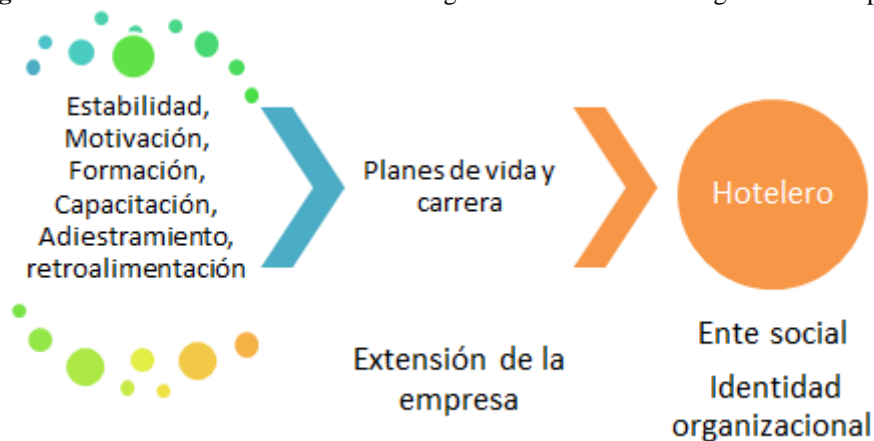 Estabilidad,
Motivación,
Formación,
Capacitación,
Adiestramiento,
retroalimentación
Planes de vida y
carrera
Hotelero
Extensión de la
empresa
Ente social
Identidad
organizacional